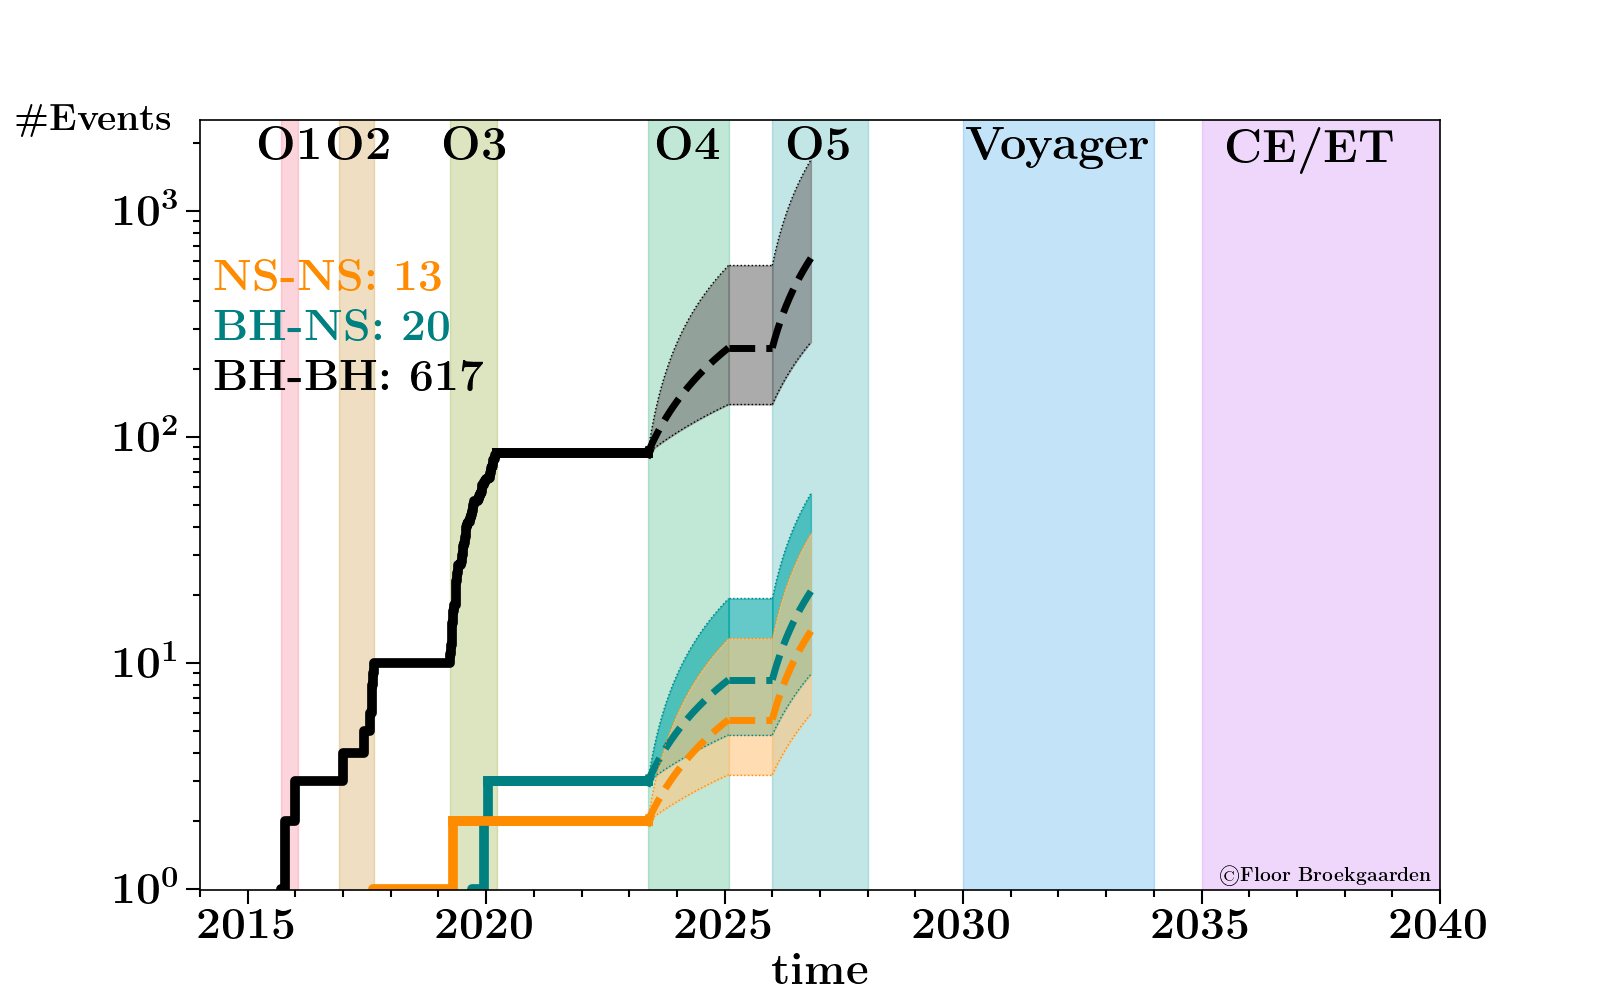 #Events
O1 O2 O3 O4 O5 Voyager CE/ET
10³
NS-NS: 13
BH-NS: 20
BH-BH: 617
10²
10¹
10⁰
©Floor Broekgaarden
2015 2020 2025 2030 2035 2040
time